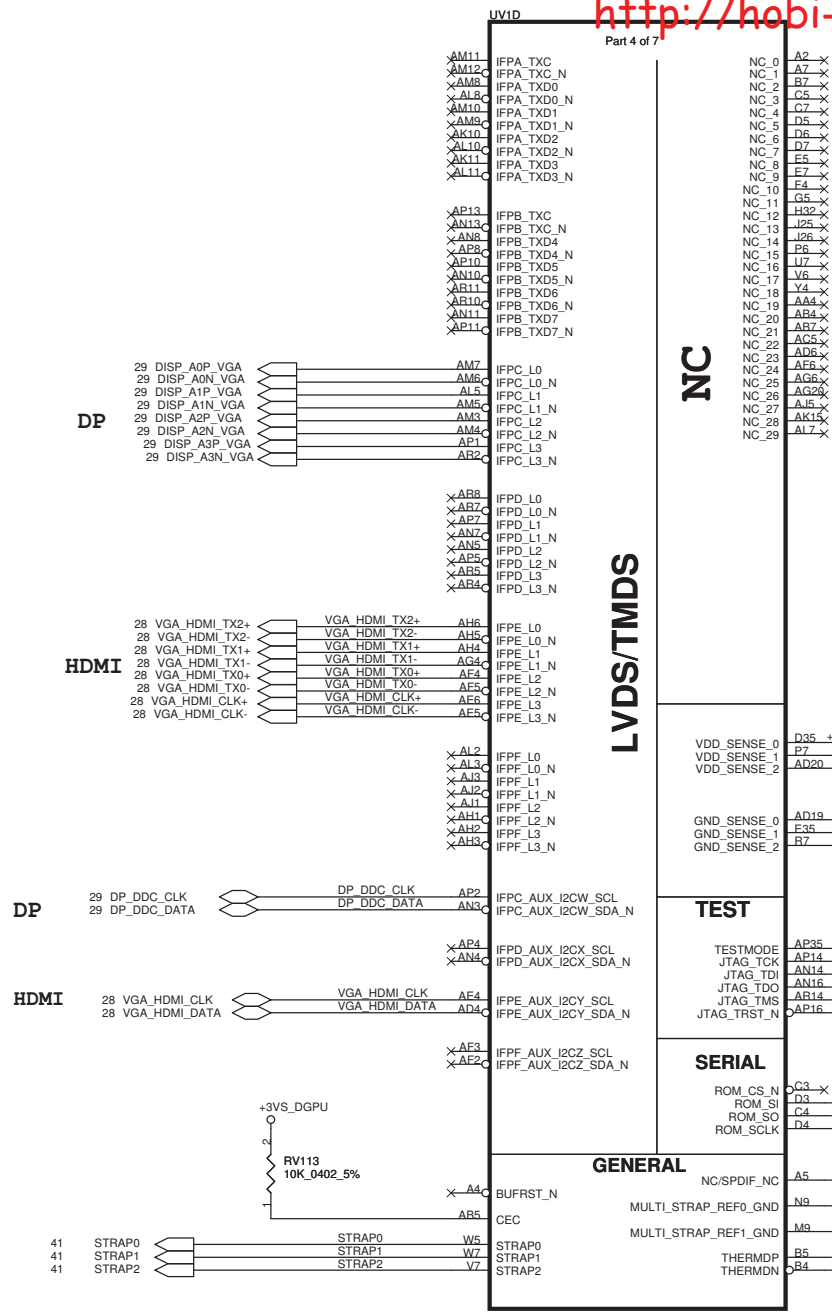 http://hobi-
UV1D
Part 4 of 7
AM11 IFPA_TXC
AM12 IFPA_TXC_N
AM8 IFPA_TXD0
AL8 IFPA_TXD0_N
AM10 IFPA_TXD1
AM9 IFPA_TXD1_N
AK10 IFPA_TXD2
AL10 IFPA_TXD2_N
AK11 IFPA_TXD3
AL11 IFPA_TXD3_N
AP13 IFPB_TXC
AN13 IFPB_TXC_N
AN8 IFPB_TXD4
AP8 IFPB_TXD4_N
AP10 IFPB_TXD5
AN10 IFPB_TXD5_N
AR11 IFPB_TXD6
AR10 IFPB_TXD6_N
AN11 IFPB_TXD7
AP11 IFPB_TXD7_N
DP
29 DISP_A0P_VGA AM7 IFPC_L0
29 DISP_A0N_VGA AM6 IFPC_L0_N
29 DISP_A1P_VGA AL5 IFPC_L1
29 DISP_A1N_VGA AM5 IFPC_L1_N
29 DISP_A2P_VGA AM3 IFPC_L2
29 DISP_A2N_VGA AM4 IFPC_L2_N
29 DISP_A3P_VGA AP1 IFPC_L3
29 DISP_A3N_VGA AR2 IFPC_L3_N
AR8 IFPD_L0
AR7 IFPD_L0_N
AP7 IFPD_L1
AN7 IFPD_L1_N
AN5 IFPD_L2
AP5 IFPD_L2_N
AR5 IFPD_L3
AR4 IFPD_L3_N
HDMI
28 VGA_HDMI_TX2+ VGA_HDMI_TX2+ AH6 IFPE_L0
28 VGA_HDMI_TX2- VGA_HDMI_TX2- AH5 IFPE_L0_N
28 VGA_HDMI_TX1+ VGA_HDMI_TX1+ AH4 IFPE_L1
28 VGA_HDMI_TX1- VGA_HDMI_TX1- AG4 IFPE_L1_N
28 VGA_HDMI_TX0+ VGA_HDMI_TX0+ AF4 IFPE_L2
28 VGA_HDMI_TX0- VGA_HDMI_TX0- AF5 IFPE_L2_N
28 VGA_HDMI_CLK+ VGA_HDMI_CLK+ AE6 IFPE_L3
28 VGA_HDMI_CLK- VGA_HDMI_CLK- AE5 IFPE_L3_N
AL2 IFPF_L0
AL3 IFPF_L0_N
AJ3 IFPF_L1
AJ2 IFPF_L1_N
AJ1 IFPF_L2
AH1 IFPF_L2_N
AH2 IFPF_L3
AH3 IFPF_L3_N
DP
29 DP_DDC_CLK DP_DDC_CLK AP2 IFPC_AUX_I2CW_SCL
29 DP_DDC_DATA DP_DDC_DATA AN3 IFPC_AUX_I2CW_SDA_N
AP4 IFPD_AUX_I2CX_SCL
AN4 IFPD_AUX_I2CX_SDA_N
HDMI
28 VGA_HDMI_CLK VGA_HDMI_CLK AE4 IFPE_AUX_I2CY_SCL
28 VGA_HDMI_DATA VGA_HDMI_DATA AD4 IFPE_AUX_I2CY_SDA_N
AF3 IFPF_AUX_I2CZ_SCL
AF2 IFPF_AUX_I2CZ_SDA_N
+3VS_DGPU
2
RV113
10K_0402_5%
1
A4 BUFRST_N
AB5 CEC
41 STRAP0 STRAP0 W5 STRAP0
41 STRAP1 STRAP1 W7 STRAP1
41 STRAP2 STRAP2 V7 STRAP2
LVDS/TMDS
NC
NC_0 A2
NC_1 A7
NC_2 B7
NC_3 C5
NC_4 C7
NC_5 D5
NC_6 D6
NC_7 D7
NC_8 E5
NC_9 E7
NC_10 F4
NC_11 G5
NC_12 H32
NC_13 J25
NC_14 J26
NC_15 P6
NC_16 U7
NC_17 V6
NC_18 Y4
NC_19 AA4
NC_20 AB4
NC_21 AB7
NC_22 AC5
NC_23 AD6
NC_24 AF6
NC_25 AG6
NC_26 AG20
NC_27 AJ5
NC_28 AK15
NC_29 AL7
VDD_SENSE_0 D35 +
VDD_SENSE_1 P7
VDD_SENSE_2 AD20
GND_SENSE_0 AD19
GND_SENSE_1 E35
GND_SENSE_2 R7
TEST
TESTMODE AP35
JTAG_TCK AP14
JTAG_TDI AN14
JTAG_TDO AN16
JTAG_TMS AR14
JTAG_TRST_N AP16
SERIAL
ROM_CS_N C3
ROM_SI D3
ROM_SO C4
ROM_SCLK D4
GENERAL
NC/SPDIF_NC A5
MULTI_STRAP_REF0_GND N9
MULTI_STRAP_REF1_GND M9
THERMDP B5
THERMDN B4